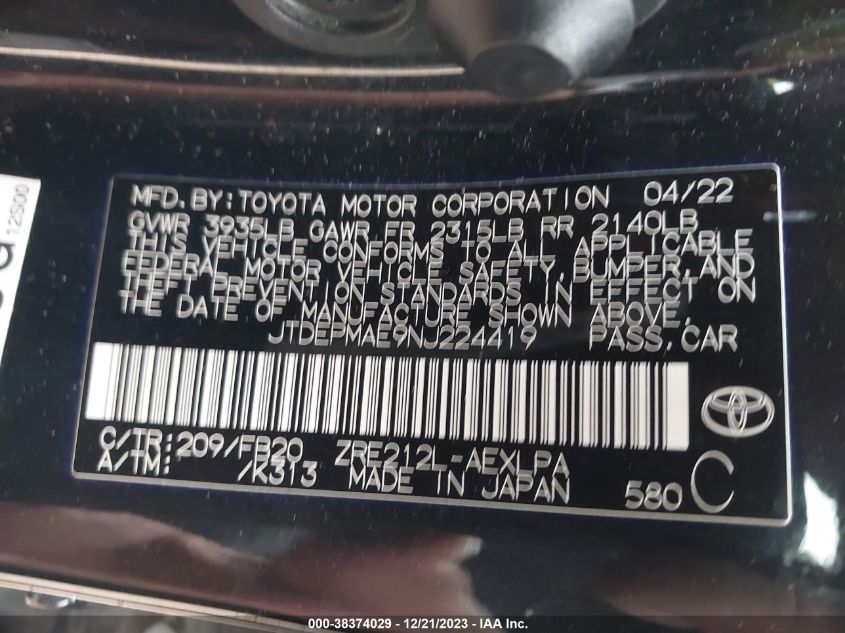 12S00
MFD. BY: TOYOTA MOTOR CORPORATION 04/22
GVWR 3935LB GAWR FR 2315LB RR 2140LB
THIS VEHICLE CONFORMS TO ALL APPLICABLE
FEDERAL MOTOR VEHICLE SAFETY, BUMPER, AND
THEFT PREVENTION STANDARDS IN EFFECT ON
THE DATE OF MANUFACTURE SHOWN ABOVE,
JTDEPMAE9NJ224419 PASS, CAR
C/TR: 209/FB20 ZRE212L-AEXLPA
A/TM: /K313 MADE IN JAPAN 580 C
000-38374029 - 12/21/2023 - IAA Inc.